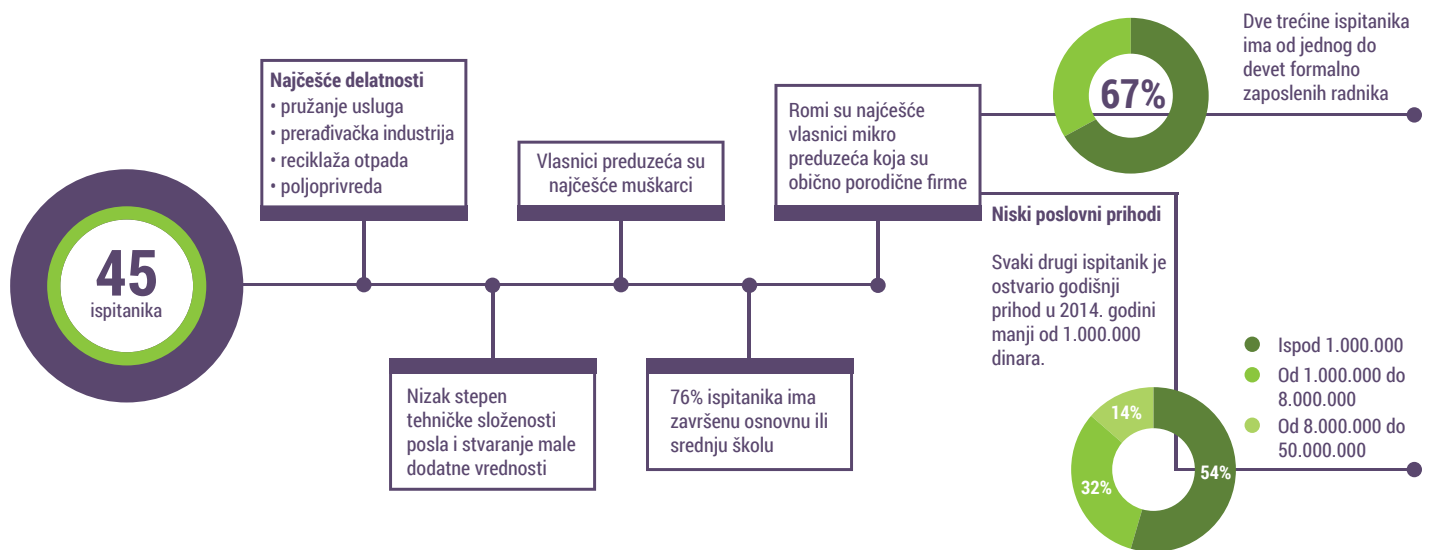 45
ispitanika
Najčešće delatnosti
• pružanje usluga
• prerađivačka industrija
• reciklaža otpada
• poljoprivreda
Nizak stepen
tehničke složenosti
posla i stvaranje male
dodatne vrednosti
Vlasnici preduzeća su
najčešće muškarci
76% ispitanika ima
završenu osnovnu ili
srednju školu
Romi su najćešće
vlasnici mikro
preduzeća koja su
obično porodične firme
67%
Dve trećine ispitanika
ima od jednog do
devet formalno
zaposlenih radnika
Niski poslovni prihodi
Svaki drugi ispitanik je
ostvario godišnji
prihod u 2014. godini
manji od 1.000.000
dinara.
Ispod 1.000.000
Od 1.000.000 do
8.000.000
Od 8.000.000 do
50.000.000
14%
32%
54%